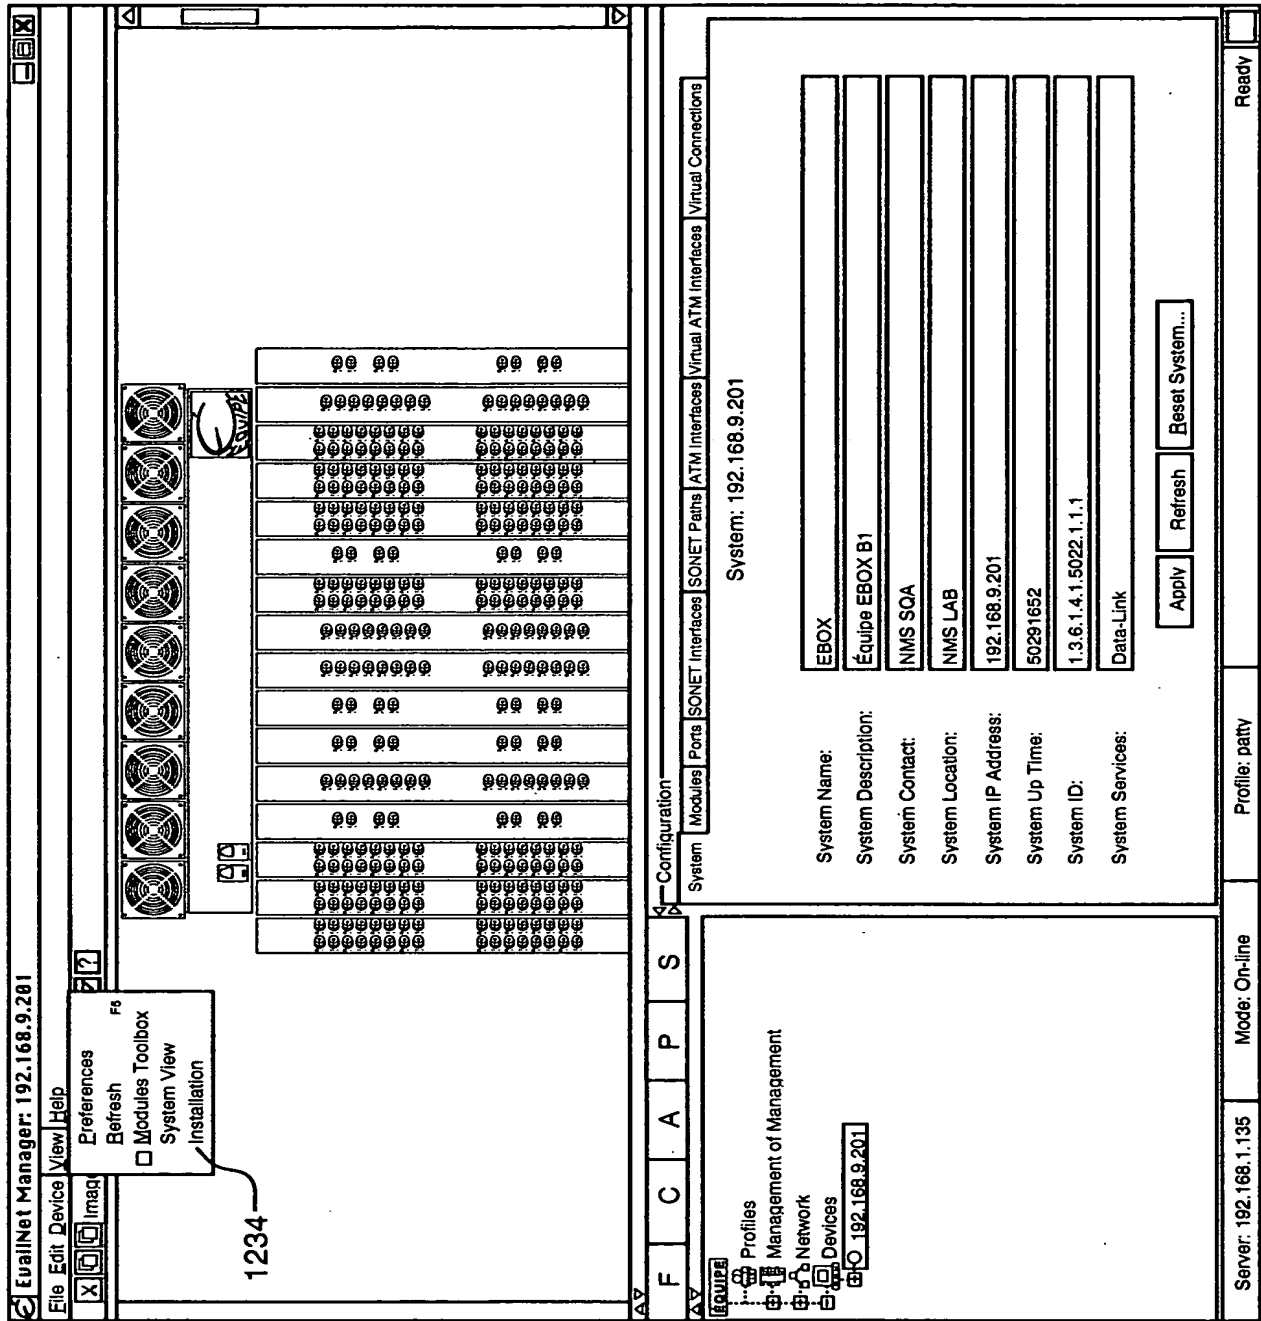 EvailNet Manager: 192.168.9.201
File Edit Device View Help
Imag
?
Preferences
Refresh F5
Modules Toolbox
System View
Installation
1234
EQUIPE
F C A P S
EQUIPE
Profiles
Management of Management
Network
Devices
192.168.9.201
Configuration
System Modules Ports SONET Interfaces SONET Paths ATM Interfaces Virtual ATM Interfaces Virtual Connections
System: 192.168.9.201
System Name: EBOX
System Description: Équipe EBOX B1
System Contact: NMS SQA
System Location: NMS LAB
System IP Address: 192.168.9.201
System Up Time: 50291652
System ID: 1.3.6.1.4.1.5022.1.1.1
System Services: Data-Link
Apply Refresh Reset System...
Server: 192.168.1.135 Mode: On-line Profile: patty Ready